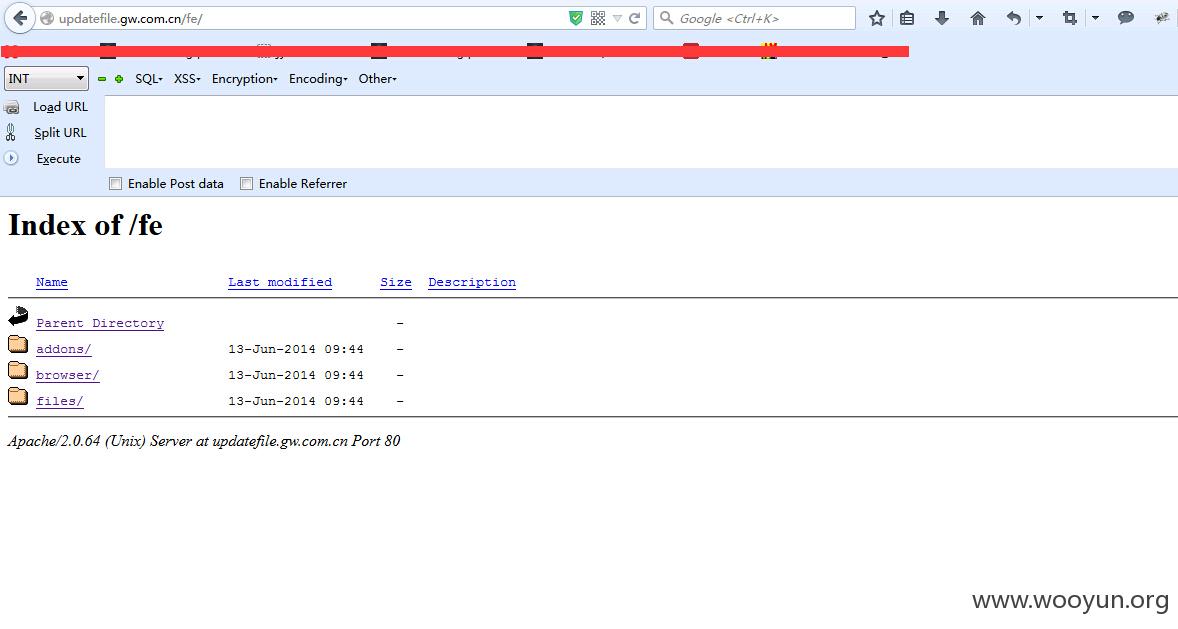 updatefile.gw.com.cn/fe/
Google <Ctrl+K>
INT SQL XSS Encryption Encoding Other
Load URL
Split URL
Execute
Enable Post data Enable Referrer
Index of /fe
Name Last modified Size Description
Parent Directory -
addons/ 13-Jun-2014 09:44 -
browser/ 13-Jun-2014 09:44 -
files/ 13-Jun-2014 09:44 -
Apache/2.0.64 (Unix) Server at updatefile.gw.com.cn Port 80
www.wooyun.org